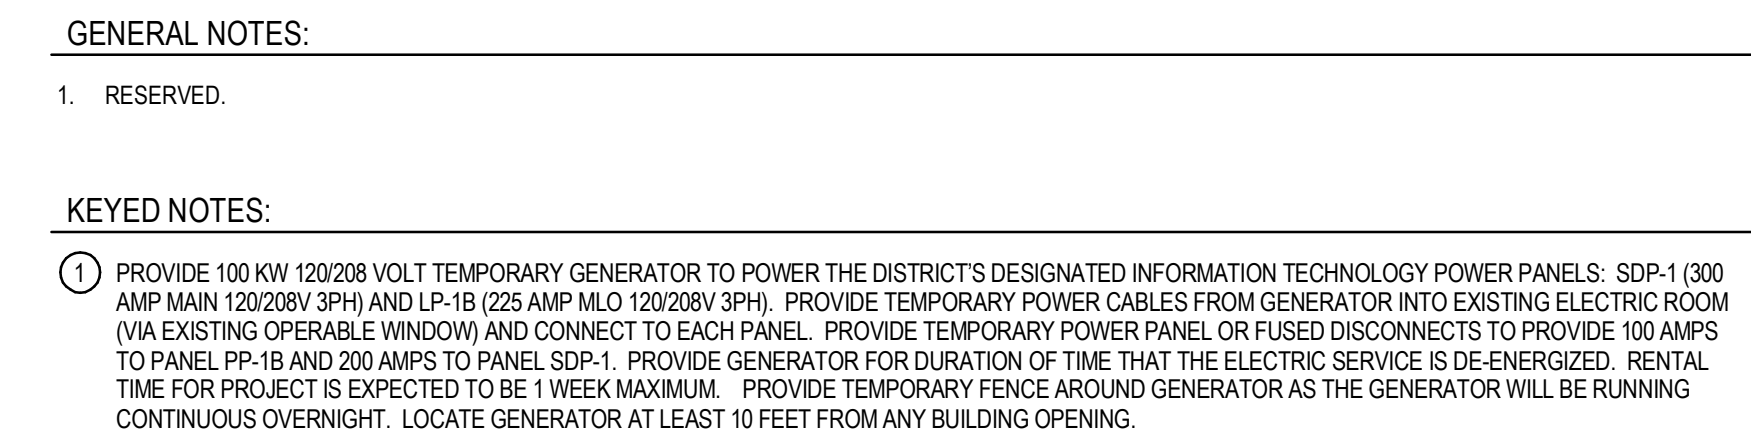 GENERAL NOTES:
1. RESERVED.
KEYED NOTES:
1 PROVIDE 100 KW 120/208 VOLT TEMPORARY GENERATOR TO POWER THE DISTRICT'S DESIGNATED INFORMATION TECHNOLOGY POWER PANELS: SDP-1 (300
AMP MAIN 120/208V 3PH) AND LP-1B (225 AMP MLO 120/208V 3PH). PROVIDE TEMPORARY POWER CABLES FROM GENERATOR INTO EXISTING ELECTRIC ROOM
(VIA EXISTING OPERABLE WINDOW) AND CONNECT TO EACH PANEL. PROVIDE TEMPORARY POWER PANEL OR FUSED DISCONNECTS TO PROVIDE 100 AMPS
TO PANEL PP-1B AND 200 AMPS TO PANEL SDP-1. PROVIDE GENERATOR FOR DURATION OF TIME THAT THE ELECTRIC SERVICE IS DE-ENERGIZED. RENTAL
TIME FOR PROJECT IS EXPECTED TO BE 1 WEEK MAXIMUM. PROVIDE TEMPORARY FENCE AROUND GENERATOR AS THE GENERATOR WILL BE RUNNING
CONTINUOUS OVERNIGHT. LOCATE GENERATOR AT LEAST 10 FEET FROM ANY BUILDING OPENING.